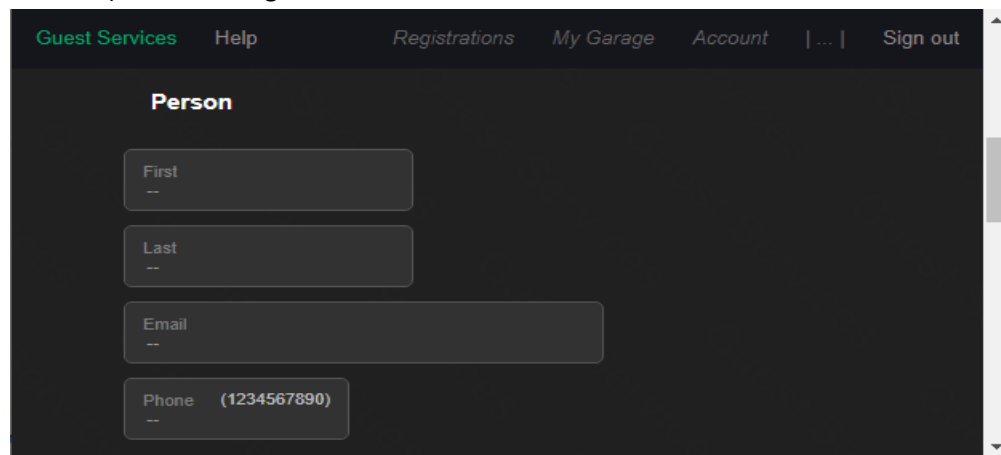 Guest Services Help Registrations My Garage Account | ... | Sign out
Person
First
--
Last
--
Email
--
Phone (1234567890)
--